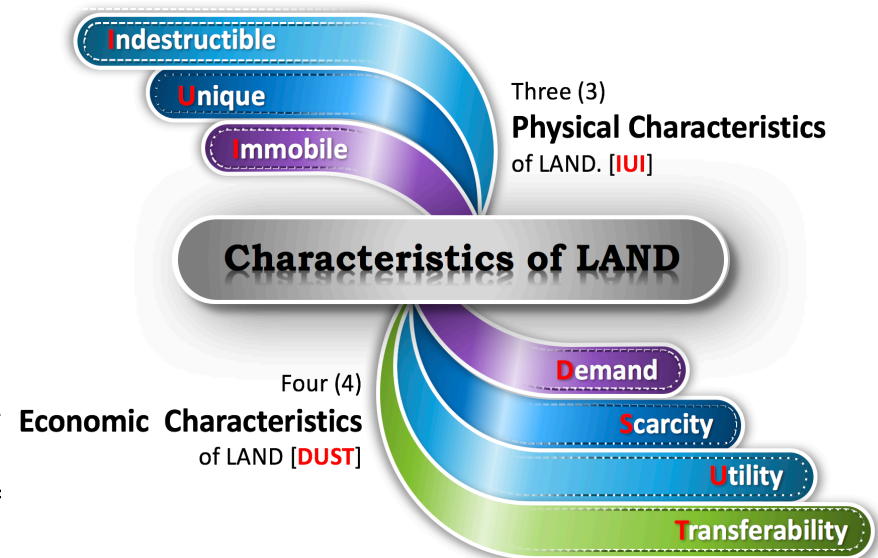 Indestructible
Unique
Immobile
Three (3)
Physical Characteristics
of LAND. [IUI]
Characteristics of LAND
Four (4)
Economic Characteristics
of LAND [DUST]
Demand
Scarcity
Utility
Transferability